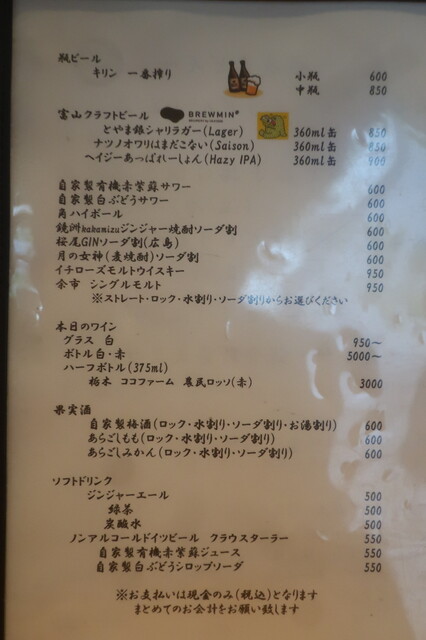 瓶ビール
キリン 一番搾り 小瓶 600
中瓶 850
富山クラフトビール BREWMIN'
とやま銀シャリラガー(Lager) 360ml缶 850
ナツノオワリはまだこない(Saison) 360ml缶 850
ヘイジーあっぱれーしょん(Hazy IPA) 360ml缶 900
自家製有機赤紫蘇サワー 600
自家製白ぶどうサワー 600
角ハイボール 600
鏡洲kakamizuジンジャー焼酎ソーダ割 600
桜尾GINソーダ割(広島) 600
月の女神(麦焼酎)ソーダ割 600
イチローズモルトウイスキー 950
余市 シングルモルト 950
※ストレート・ロック・水割り・ソーダ割りからお選びください
本日のワイン
グラス 白 950~
ボトル 白・赤 5000~
ハーフボトル(375ml)
栃木 ココファーム 農民ロッソ(赤) 3000
果実酒
自家製梅酒(ロック・水割り・ソーダ割り・お湯割り) 600
あらごしもも(ロック・水割り・ソーダ割り) 600
あらごしみかん(ロック・水割り・ソーダ割り) 600
ソフトドリンク
ジンジャーエール 500
緑茶 500
炭酸水 500
ノンアルコールドイツビール クラウスターラー 550
自家製有機赤紫蘇ジュース 550
自家製白ぶどうシロップソーダ 550
※お支払いは現金のみ(税込)となります
まとめてのお会計をお願い致します